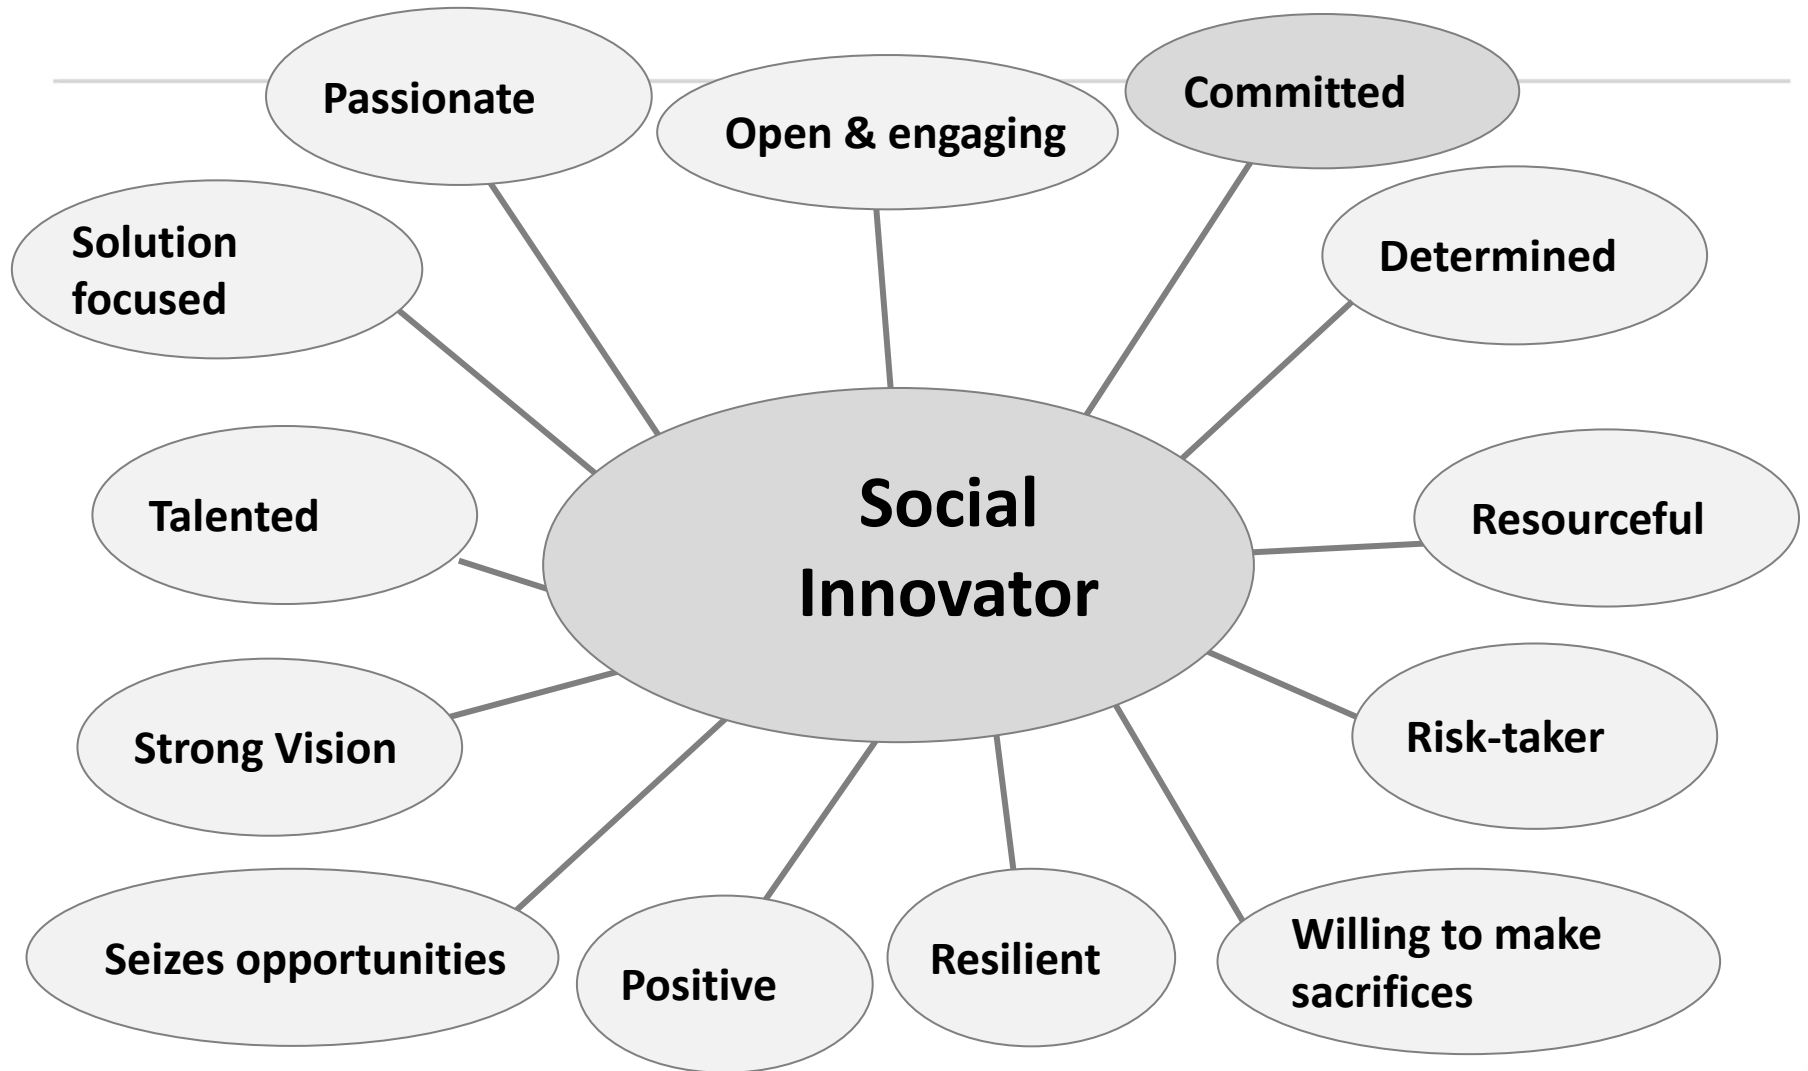 Passionate
Open & engaging
Committed
Solution
focused
Determined
Talented
Social
Innovator
Resourceful
Strong Vision
Risk-taker
Seizes opportunities
Positive
Resilient
Willing to make
sacrifices